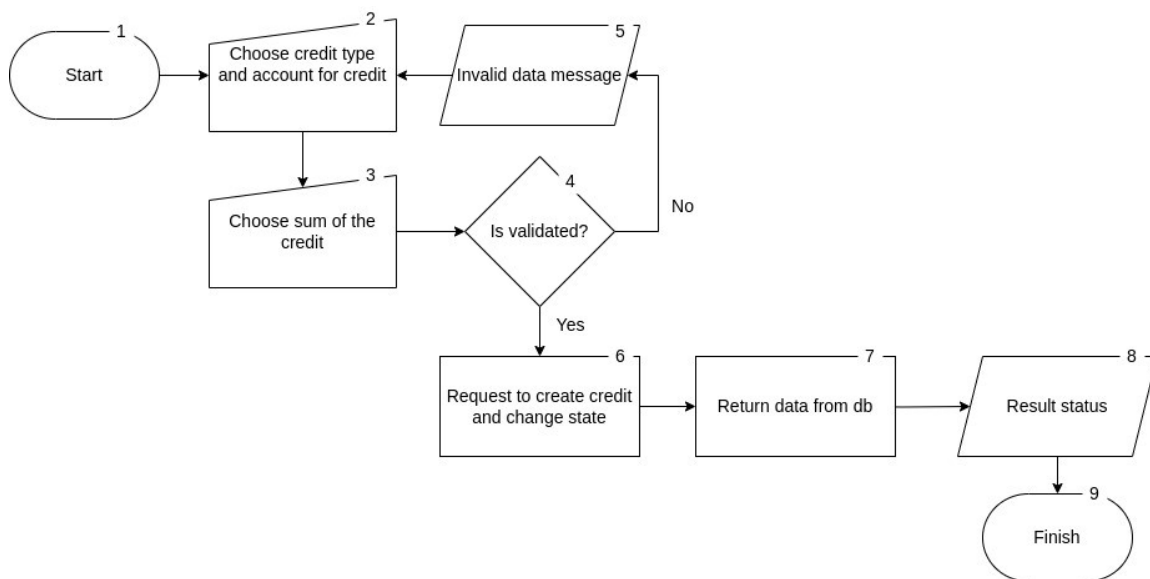 1
Start
2
Choose credit type
and account for credit
5
Invalid data message
3
Choose sum of the
credit
4
Is validated?
No
Yes
6
Request to create credit
and change state
7
Return data from db
8
Result status
9
Finish